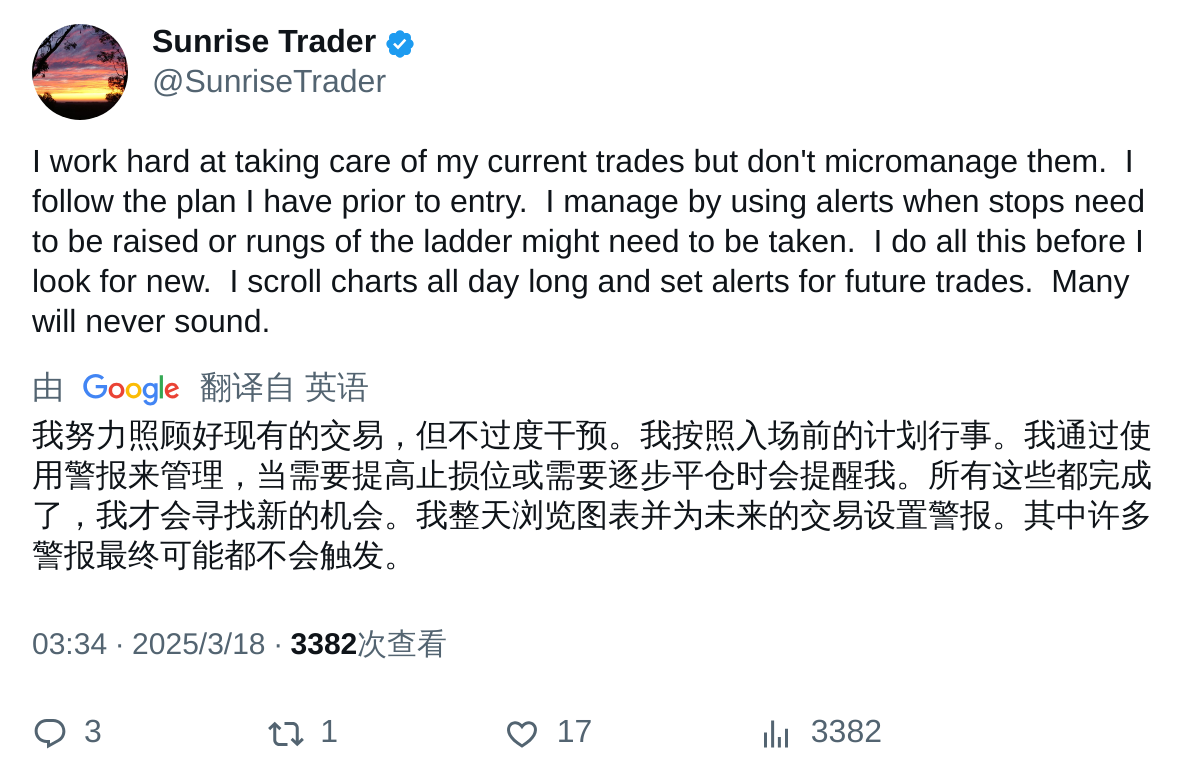 Sunrise Trader
@SunriseTrader
I work hard at taking care of my current trades but don't micromanage them.  I
follow the plan I have prior to entry.  I manage by using alerts when stops need
to be raised or rungs of the ladder might need to be taken.  I do all this before I
look for new.  I scroll charts all day long and set alerts for future trades.  Many
will never sound.
由 Google 翻译自 英语
我努力照顾好现有的交易，但不过度干预。我按照入场前的计划行事。我通过使
用警报来管理，当需要提高止损位或需要逐步平仓时会提醒我。所有这些都完成
了，我才会寻找新的机会。我整天浏览图表并为未来的交易设置警报。其中许多
警报最终可能都不会触发。
03:34 · 2025/3/18 · 3382次查看
3 1 17 3382